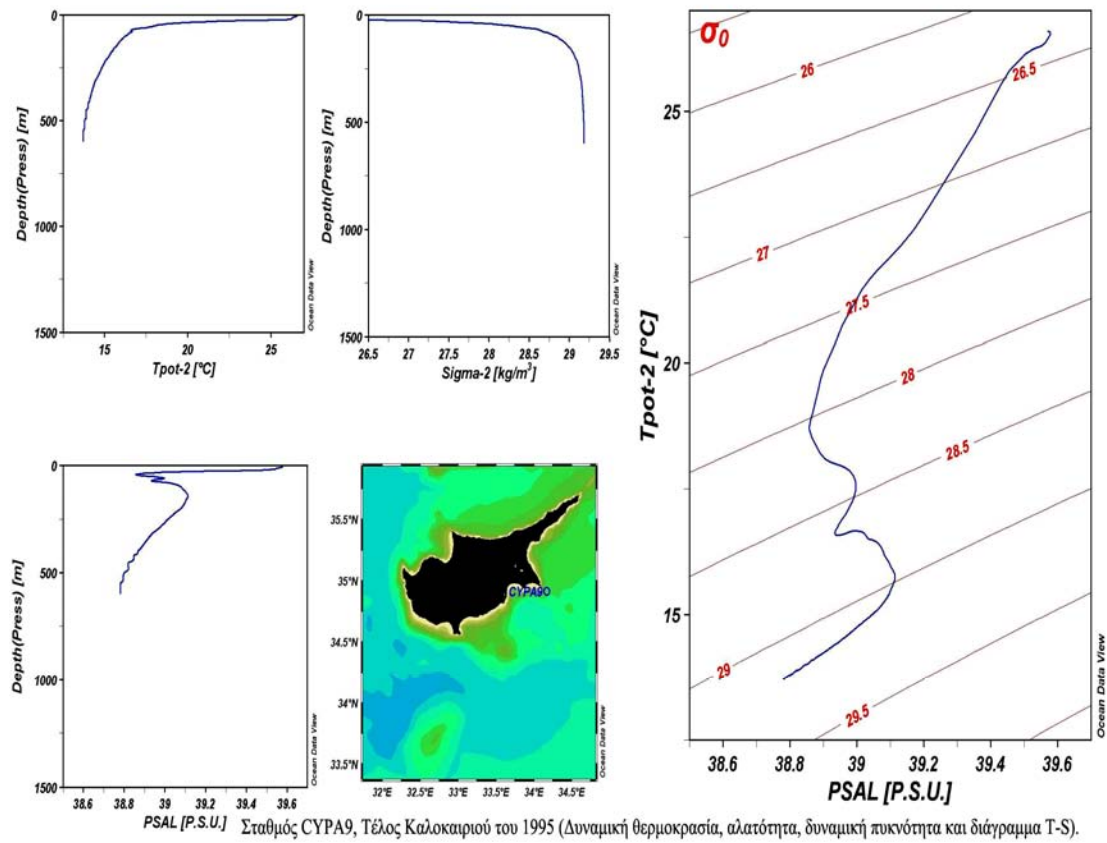 0
500
1000
1500
Depth(Press) [m]
15 20 25
Tpot-2 [°C]
Ocean Data View
0
500
1000
1500
Depth(Press) [m]
26.5 27 27.5 28 28.5 29 29.5
Sigma-2 [kg/m³]
Ocean Data View
σ0
26
26.5
27
27.5
28
28.5
29
29.5
25
20
15
Tpot-2 [°C]
38.6 38.8 39 39.2 39.4 39.6
PSAL [P.S.U.]
Ocean Data View
0
500
1000
1500
Depth(Press) [m]
38.6 38.8 39 39.1 39.4 39.6
PSAL [P.S.U.]
Ocean Data View
35.5°N
35°N
34.5°N
34°N
33.5°N
CYPA9
32°E 32.5°E 33°E 33.5°E 34°E 34.5°E
Ocean Data View
Σταθμός CYPA9, Τέλος Καλοκαιριού του 1995 (Δυναμική θερμοκρασία, αλατότητα, δυναμική πυκνότητα και διάγραμμα T-S).